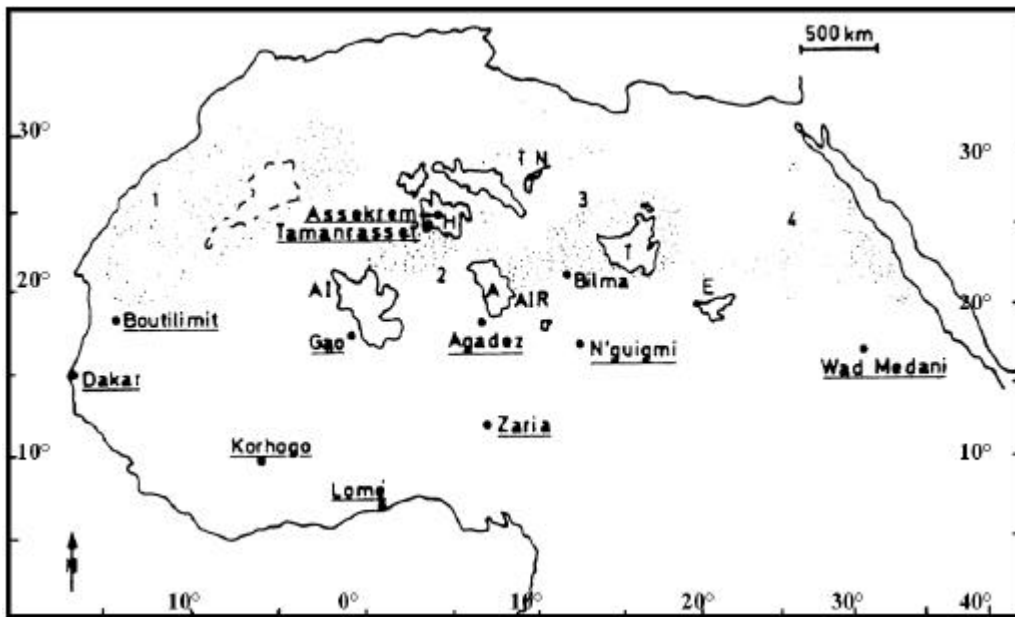 500 km
30°
30°
T N
1
3
Assekrem
H
4
Tamanrasset
T
2
20°
AI
A
AIR
Bilma
E
20°
Boutilimit
Gao
Agadez
N'guigmi
Wad Medani
Dakar
Zaria
10°
Korhogo
10°
Lomé
N
10°
0°
10°
20°
30°
40°